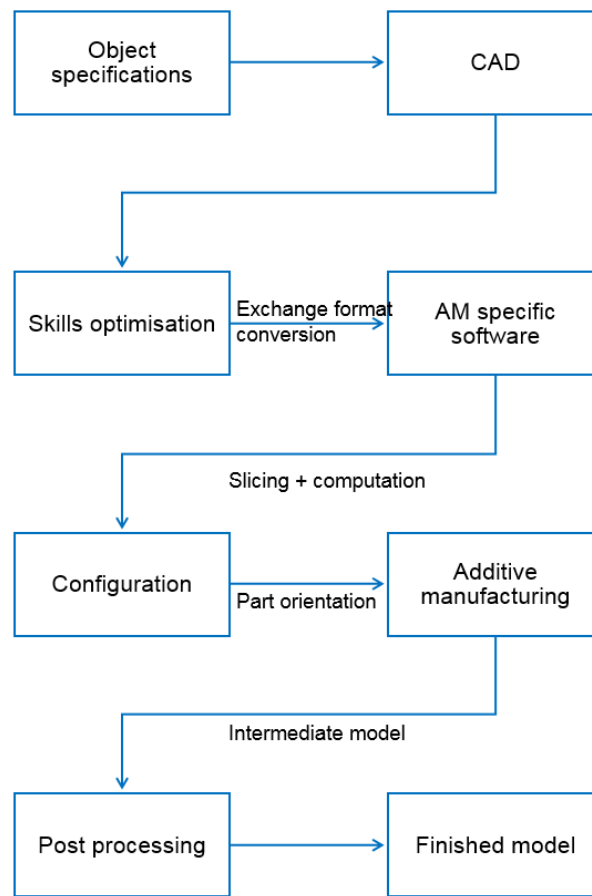 Object
specifications
CAD
Skills optimisation
Exchange format
conversion
AM specific
software
Slicing + computation
Configuration
Part orientation
Additive
manufacturing
Intermediate model
Post processing
Finished model